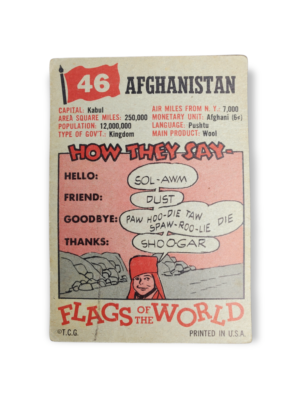 46 AFGHANISTAN
CAPITAL: Kabul
AREA SQUARE MILES: 250,000
POPULATION: 12,000,000
TYPE OF GOV'T.: Kingdom
AIR MILES FROM N. Y.: 7,000
MONETARY UNIT: Afghani (6¢)
LANGUAGE: Pushtu
MAIN PRODUCT: Wool
HOW THEY SAY-
HELLO: SOL-AWM
FRIEND: DUST
GOODBYE: PAW HOO-DIE TAW
SPAW-ROO-LIE DIE
THANKS: SHOOGAR
FLAGS OF THE WORLD
©T.C.G. PRINTED IN U.S.A.